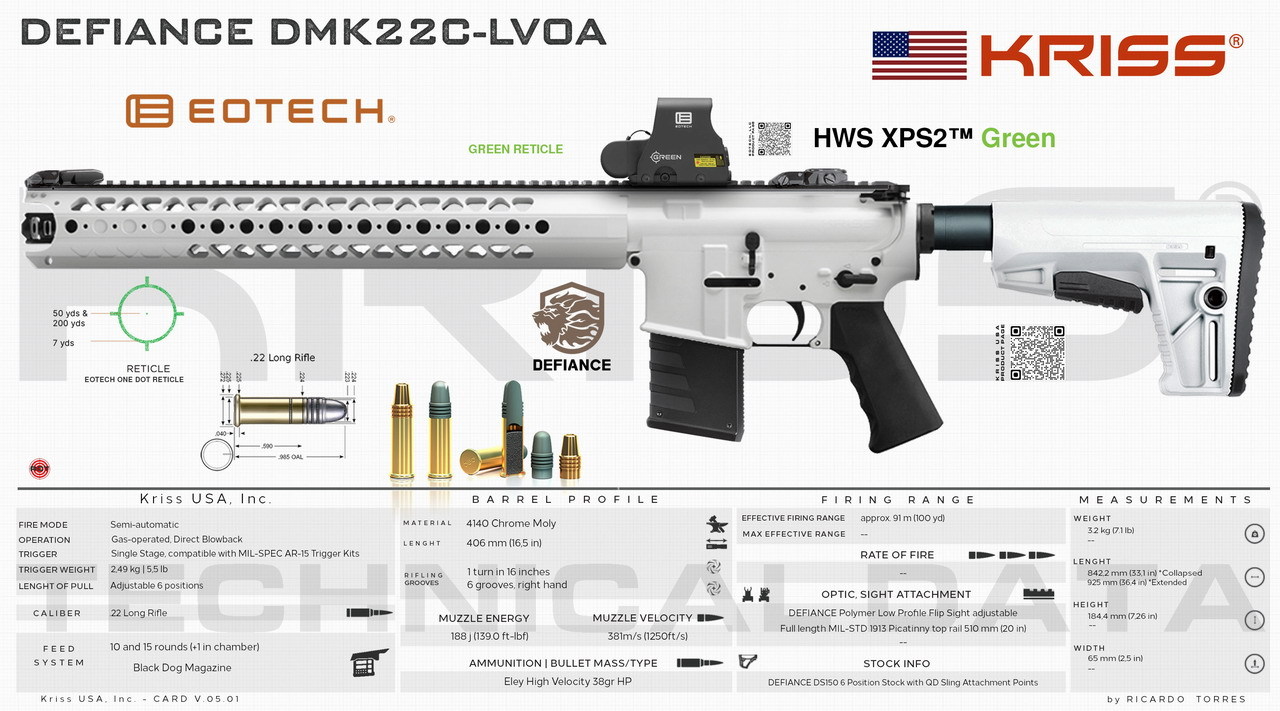 DEFIANCE DMK22C-LVOA
KRISS®
EOTECH®
GREEN RETICLE
EOTECH
GREEN
HWS XPS2™ Green
50 yds &
200 yds
7 yds
RETICLE
EOTECH ONE DOT RETICLE
.22 Long Rifle
.225
.224
.040
.590
.985 OAL
DEFIANCE
KRISS USA
PRODUCT PAGE
Kriss USA, Inc.
FIRE MODE Semi-automatic
OPERATION Gas-operated, Direct Blowback
TRIGGER Single Stage, compatible with MIL-SPEC AR-15 Trigger Kits
TRIGGER WEIGHT 2,49 kg | 5,5 lb
LENGHT OF PULL Adjustable 6 positions
CALIBER 22 Long Rifle
FEED
SYSTEM
10 and 15 rounds (+1 in chamber)
Black Dog Magazine
BARREL PROFILE
MATERIAL 4140 Chrome Moly
LENGHT 406 mm (16,5 in)
RIFLING
GROOVES
1 turn in 16 inches
6 grooves, right hand
MUZZLE ENERGY MUZZLE VELOCITY
188 j (139.0 ft-lbf) 381m/s (1250ft/s)
AMMUNITION | BULLET MASS/TYPE
Eley High Velocity 38gr HP
FIRING RANGE
EFFECTIVE FIRING RANGE approx. 91 m (100 yd)
MAX EFFECTIVE RANGE --
RATE OF FIRE
--
OPTIC, SIGHT ATTACHMENT
DEFIANCE Polymer Low Profile Flip Sight adjustable
Full length MIL-STD 1913 Picatinny top rail 510 mm (20 in)
--
STOCK INFO
DEFIANCE DS150 6 Position Stock with QD Sling Attachment Points
MEASUREMENTS
WEIGHT
3.2 kg (7.1 lb)
--
LENGHT
842.2 mm (33.1 in) *Collapsed
925 mm (36.4 in) *Extended
HEIGHT
184,4 mm (7,26 in)
--
WIDTH
65 mm (2,5 in)
--
KRISS®
TECHNICAL DATA
Kriss USA, Inc. - CARD V.05.01
by RICARDO TORRES